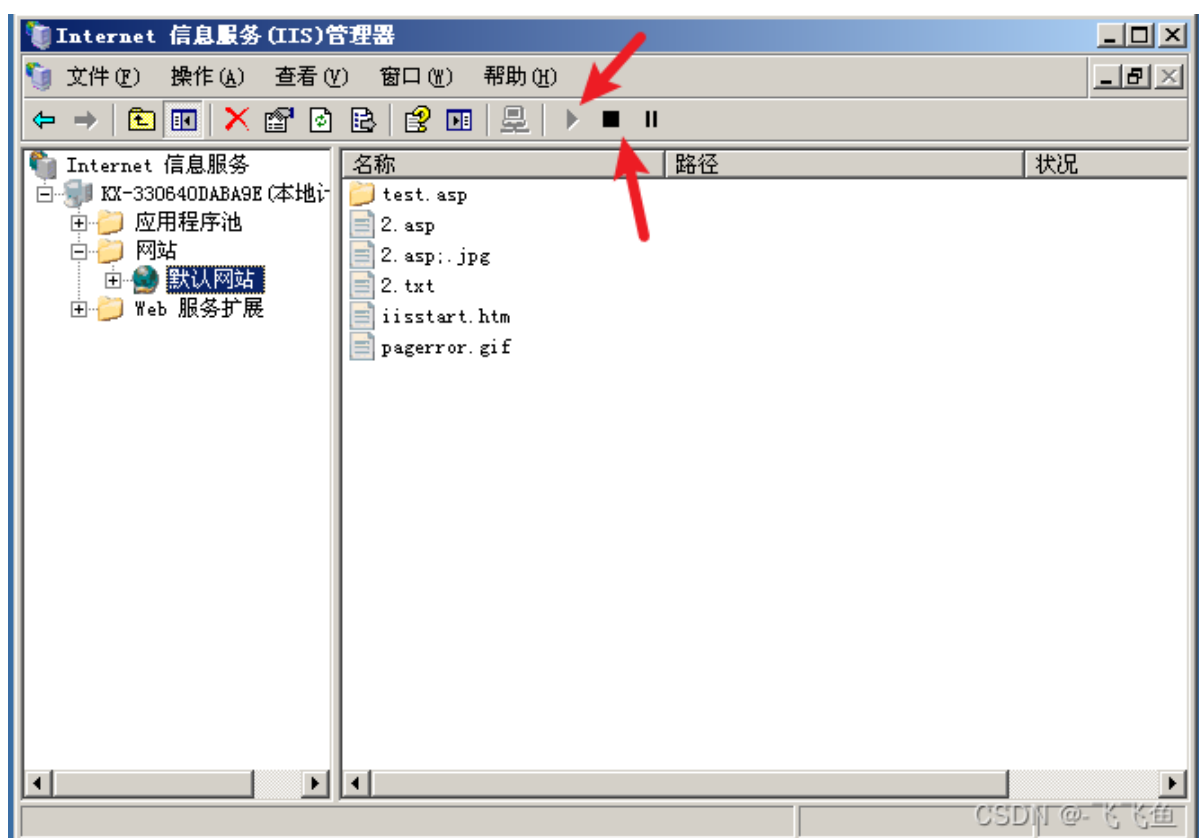 Internet 信息服务(IIS)管理器
文件(F) 操作(A) 查看(V) 窗口(W) 帮助(H)
Internet 信息服务
KX-330640DABA9E(本地计
应用程序池
网站
默认网站
Web 服务扩展
名称 路径 状况
test.asp
2.asp
2.asp;.jpg
2.txt
iisstart.htm
pagerror.gif
CSDN @-飞飞鱼